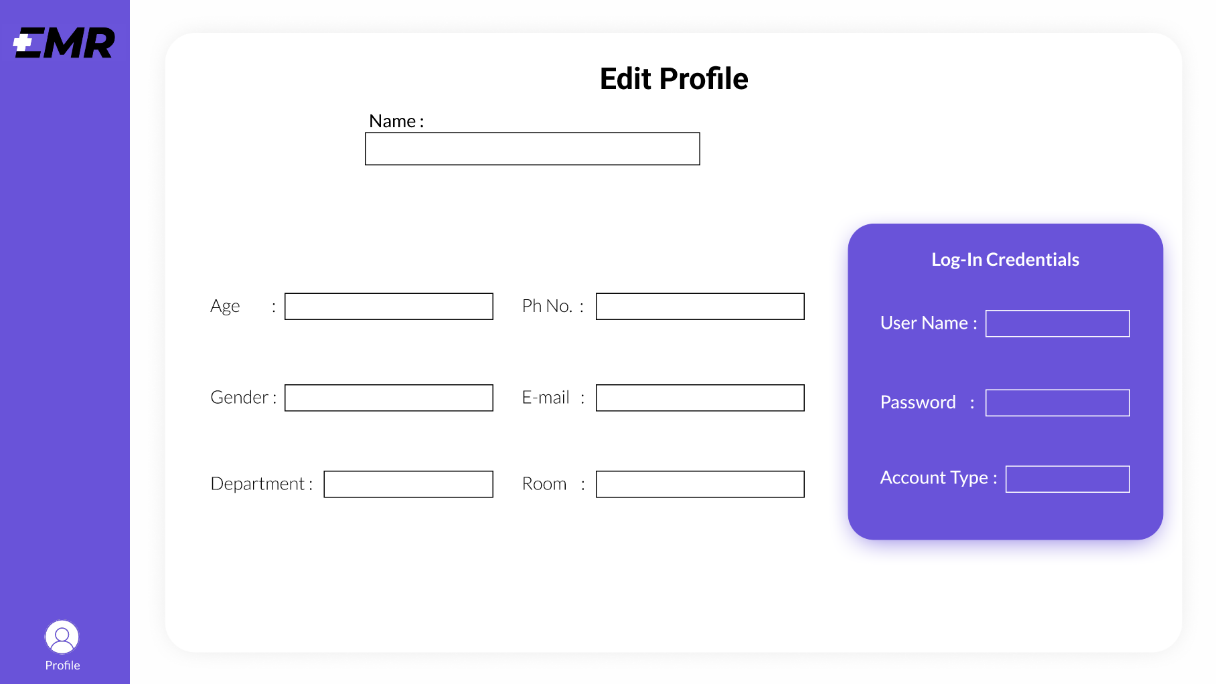 EMR
Edit Profile
Name :
Log-In Credentials
Age : Ph No. :
User Name :
Gender : E-mail :
Password :
Department : Room :
Account Type :
Profile